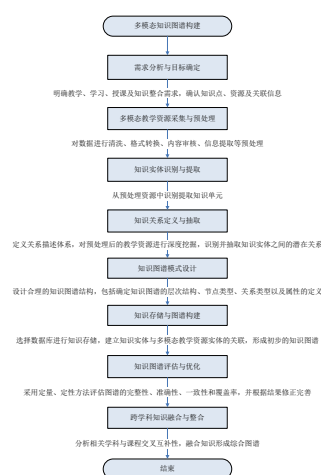 多模态知识图谱构建
需求分析与目标确定
明确教学、学习、授课及知识整合需求，确认知识点、资源及关联信息
多模态教学资源采集与预处理
对数据进行清洗、格式转换、内容审核、信息提取等预处理
知识实体识别与提取
从预处理资源中识别提取知识单元
知识关系定义与抽取
定义关系描述体系，对预处理后的教学资源进行深度挖掘、识别并抽取知识实体之间的潜在关系
知识图谱模式设计
设计合理的知识图谱结构，包括确定知识图谱的层次结构、节点类型、关系类型以及属性的定义
知识存储与图谱构建
选择数据库进行知识存储，建立知识实体与多模态教学资源实体的关联，形成初步的知识图谱
知识图谱评估与优化
采用定量、定性方法评估图谱的完整性、准确性、一致性和覆盖率，并根据结果修正完善
跨学科知识融合与整合
分析相关学科与课程交叉互补性，融合知识形成综合图谱
结束